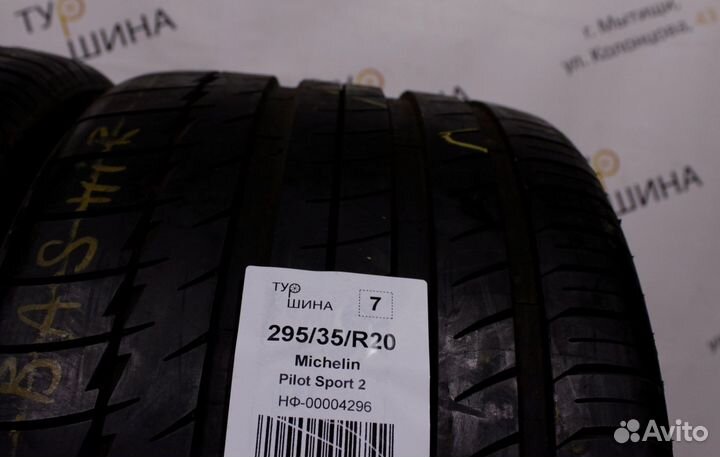 ТУР
ШИНА
г. Мытищи,
ул. Колонцова,
ТУР
ШИНА
ТУР
ШИНА
7
295/35/R20
Michelin
Pilot Sport 2
НФ-00004296
Avito